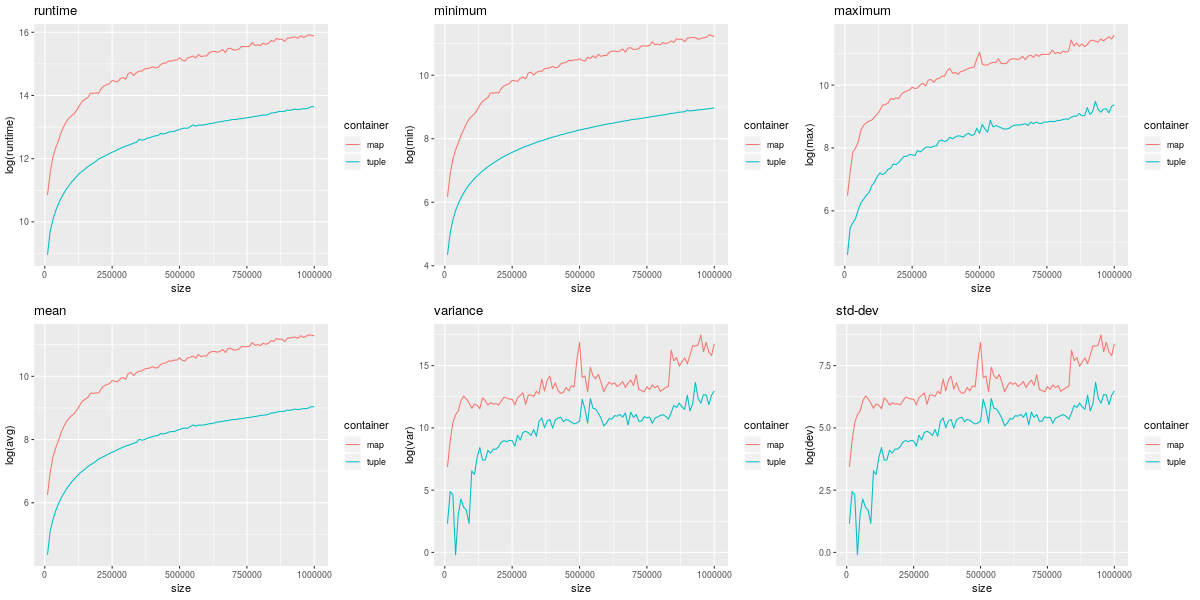 runtime
log(runtime)
16
14
12
10
0 250000 500000 750000 1000000
size
container
map
tuple
minimum
log(min)
10
8
6
4
0 250000 500000 750000 1000000
size
container
map
tuple
maximum
log(max)
10
8
6
0 250000 500000 750000 1000000
size
container
map
tuple
mean
log(avg)
10
8
6
0 250000 500000 750000 1000000
size
container
map
tuple
variance
log(var)
15
10
5
0
0 250000 500000 750000 1000000
size
container
map
tuple
std-dev
log(dev)
7.5
5.0
2.5
0.0
0 250000 500000 750000 1000000
size
container
map
tuple